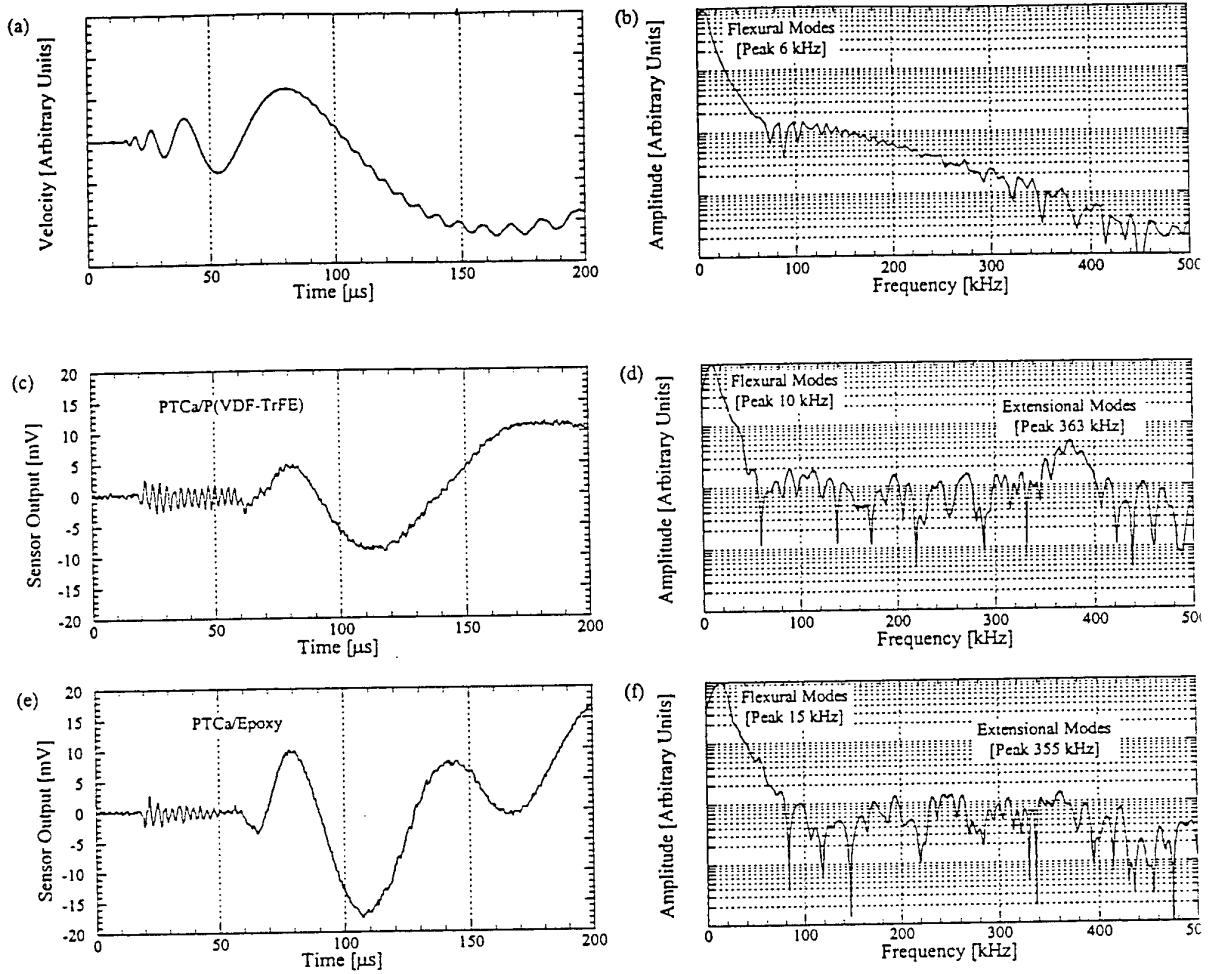 (a)
Velocity [Arbitrary Units]
0
50
100
150
200
Time [μs]
(b)
Amplitude [Arbitrary Units]
Flexural Modes
[Peak 6 kHz]
0
100
200
300
400
500
Frequency [kHz]
(c)
Sensor Output [mV]
20
15
10
5
0
-5
-10
-15
-20
PTCa/P(VDF-TrFE)
0
50
100
150
200
Time [μs]
(d)
Amplitude [Arbitrary Units]
Flexural Modes
[Peak 10 kHz]
Extensional Modes
[Peak 363 kHz]
0
100
200
300
400
500
Frequency [kHz]
(e)
Sensor Output [mV]
20
15
10
5
0
-5
-10
-15
-20
PTCa/Epoxy
0
50
100
150
200
Time [μs]
(f)
Amplitude [Arbitrary Units]
Flexural Modes
[Peak 15 kHz]
Extensional Modes
[Peak 355 kHz]
0
100
200
300
400
500
Frequency [kHz]